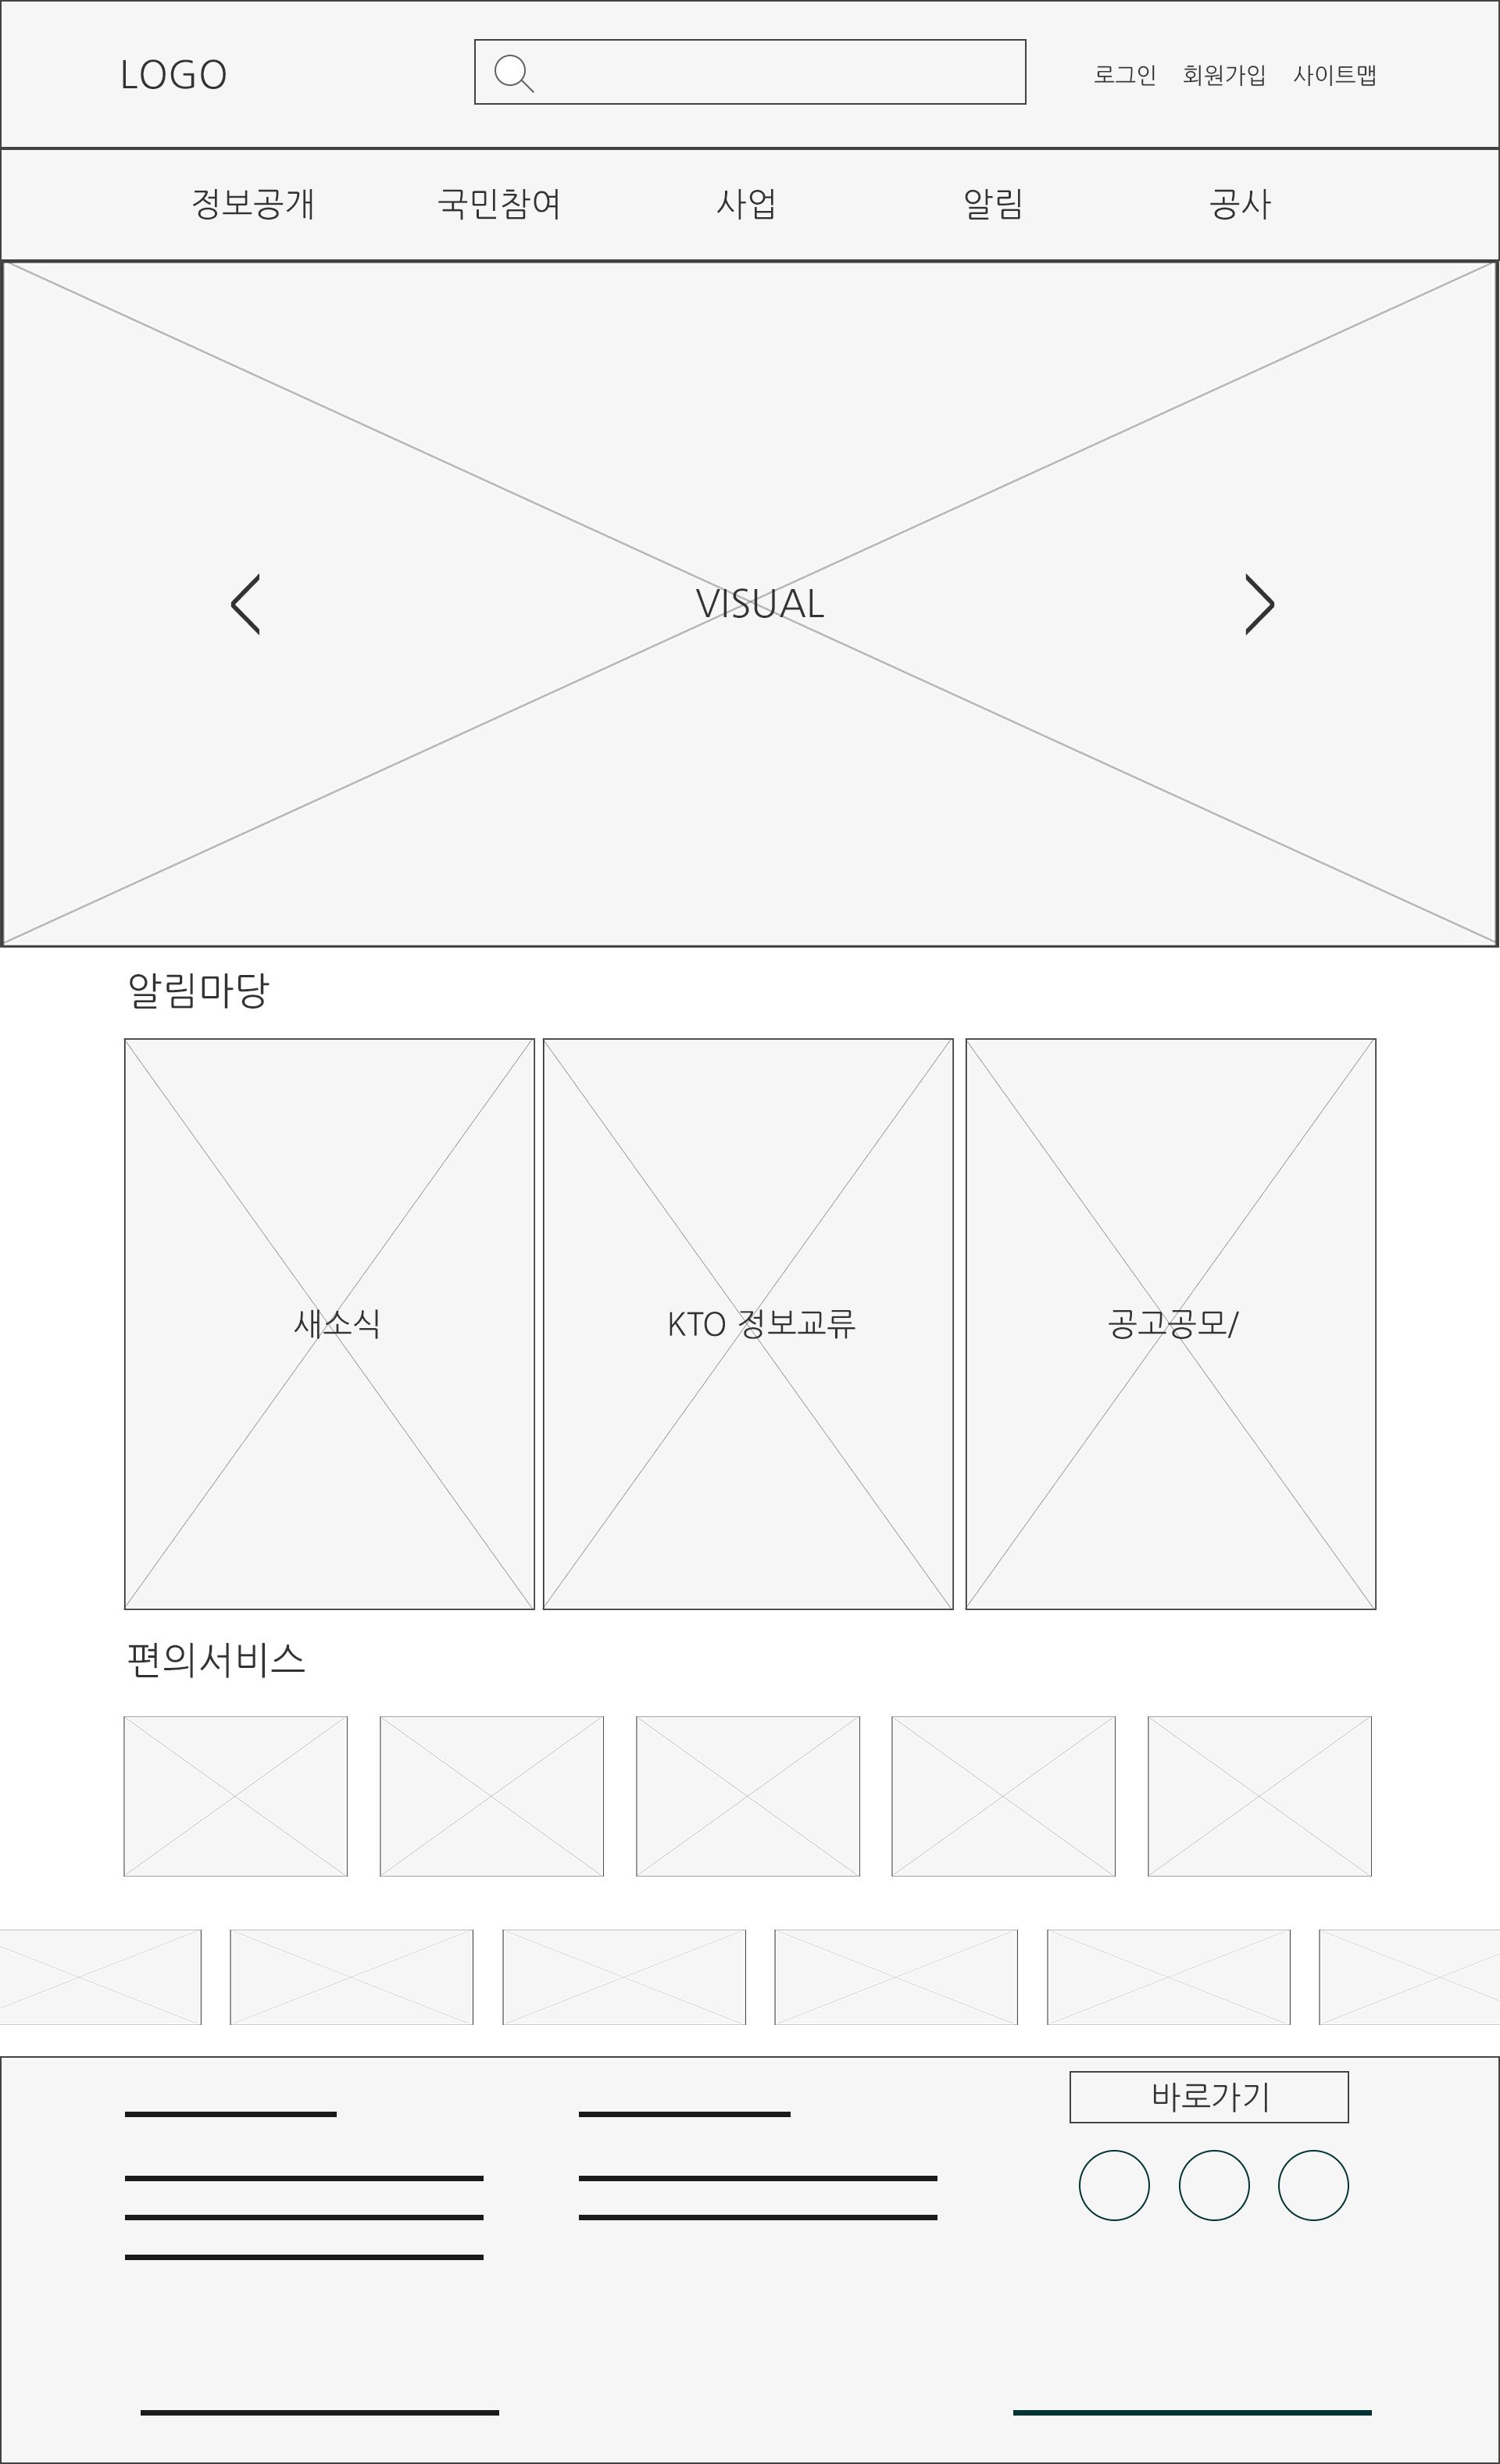 LOGO
로그인 회원가입 사이트맵
정보공개 국민참여 사업 알림 공사
VISUAL
알림마당
새소식 KTO 정보교류 공고공모/
편의서비스
바로가기